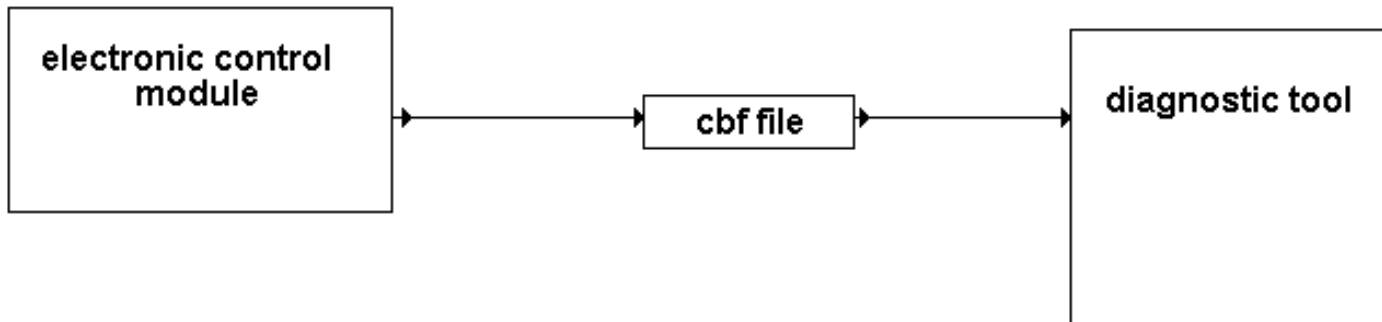 electronic control
module
cbf file
diagnostic tool